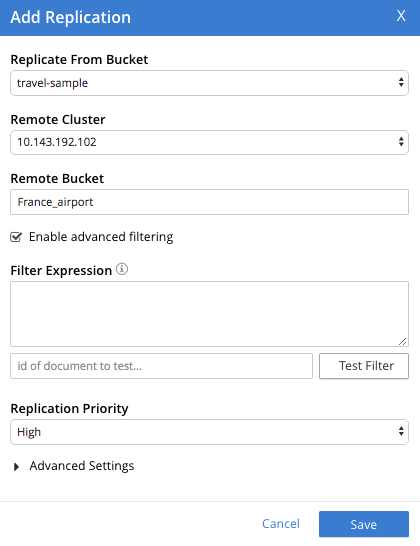 Add Replication X
Replicate From Bucket
travel-sample
Remote Cluster
10.143.192.102
Remote Bucket
France_airport
Enable advanced filtering
Filter Expression
id of document to test...
Test Filter
Replication Priority
High
Advanced Settings
Cancel
Save